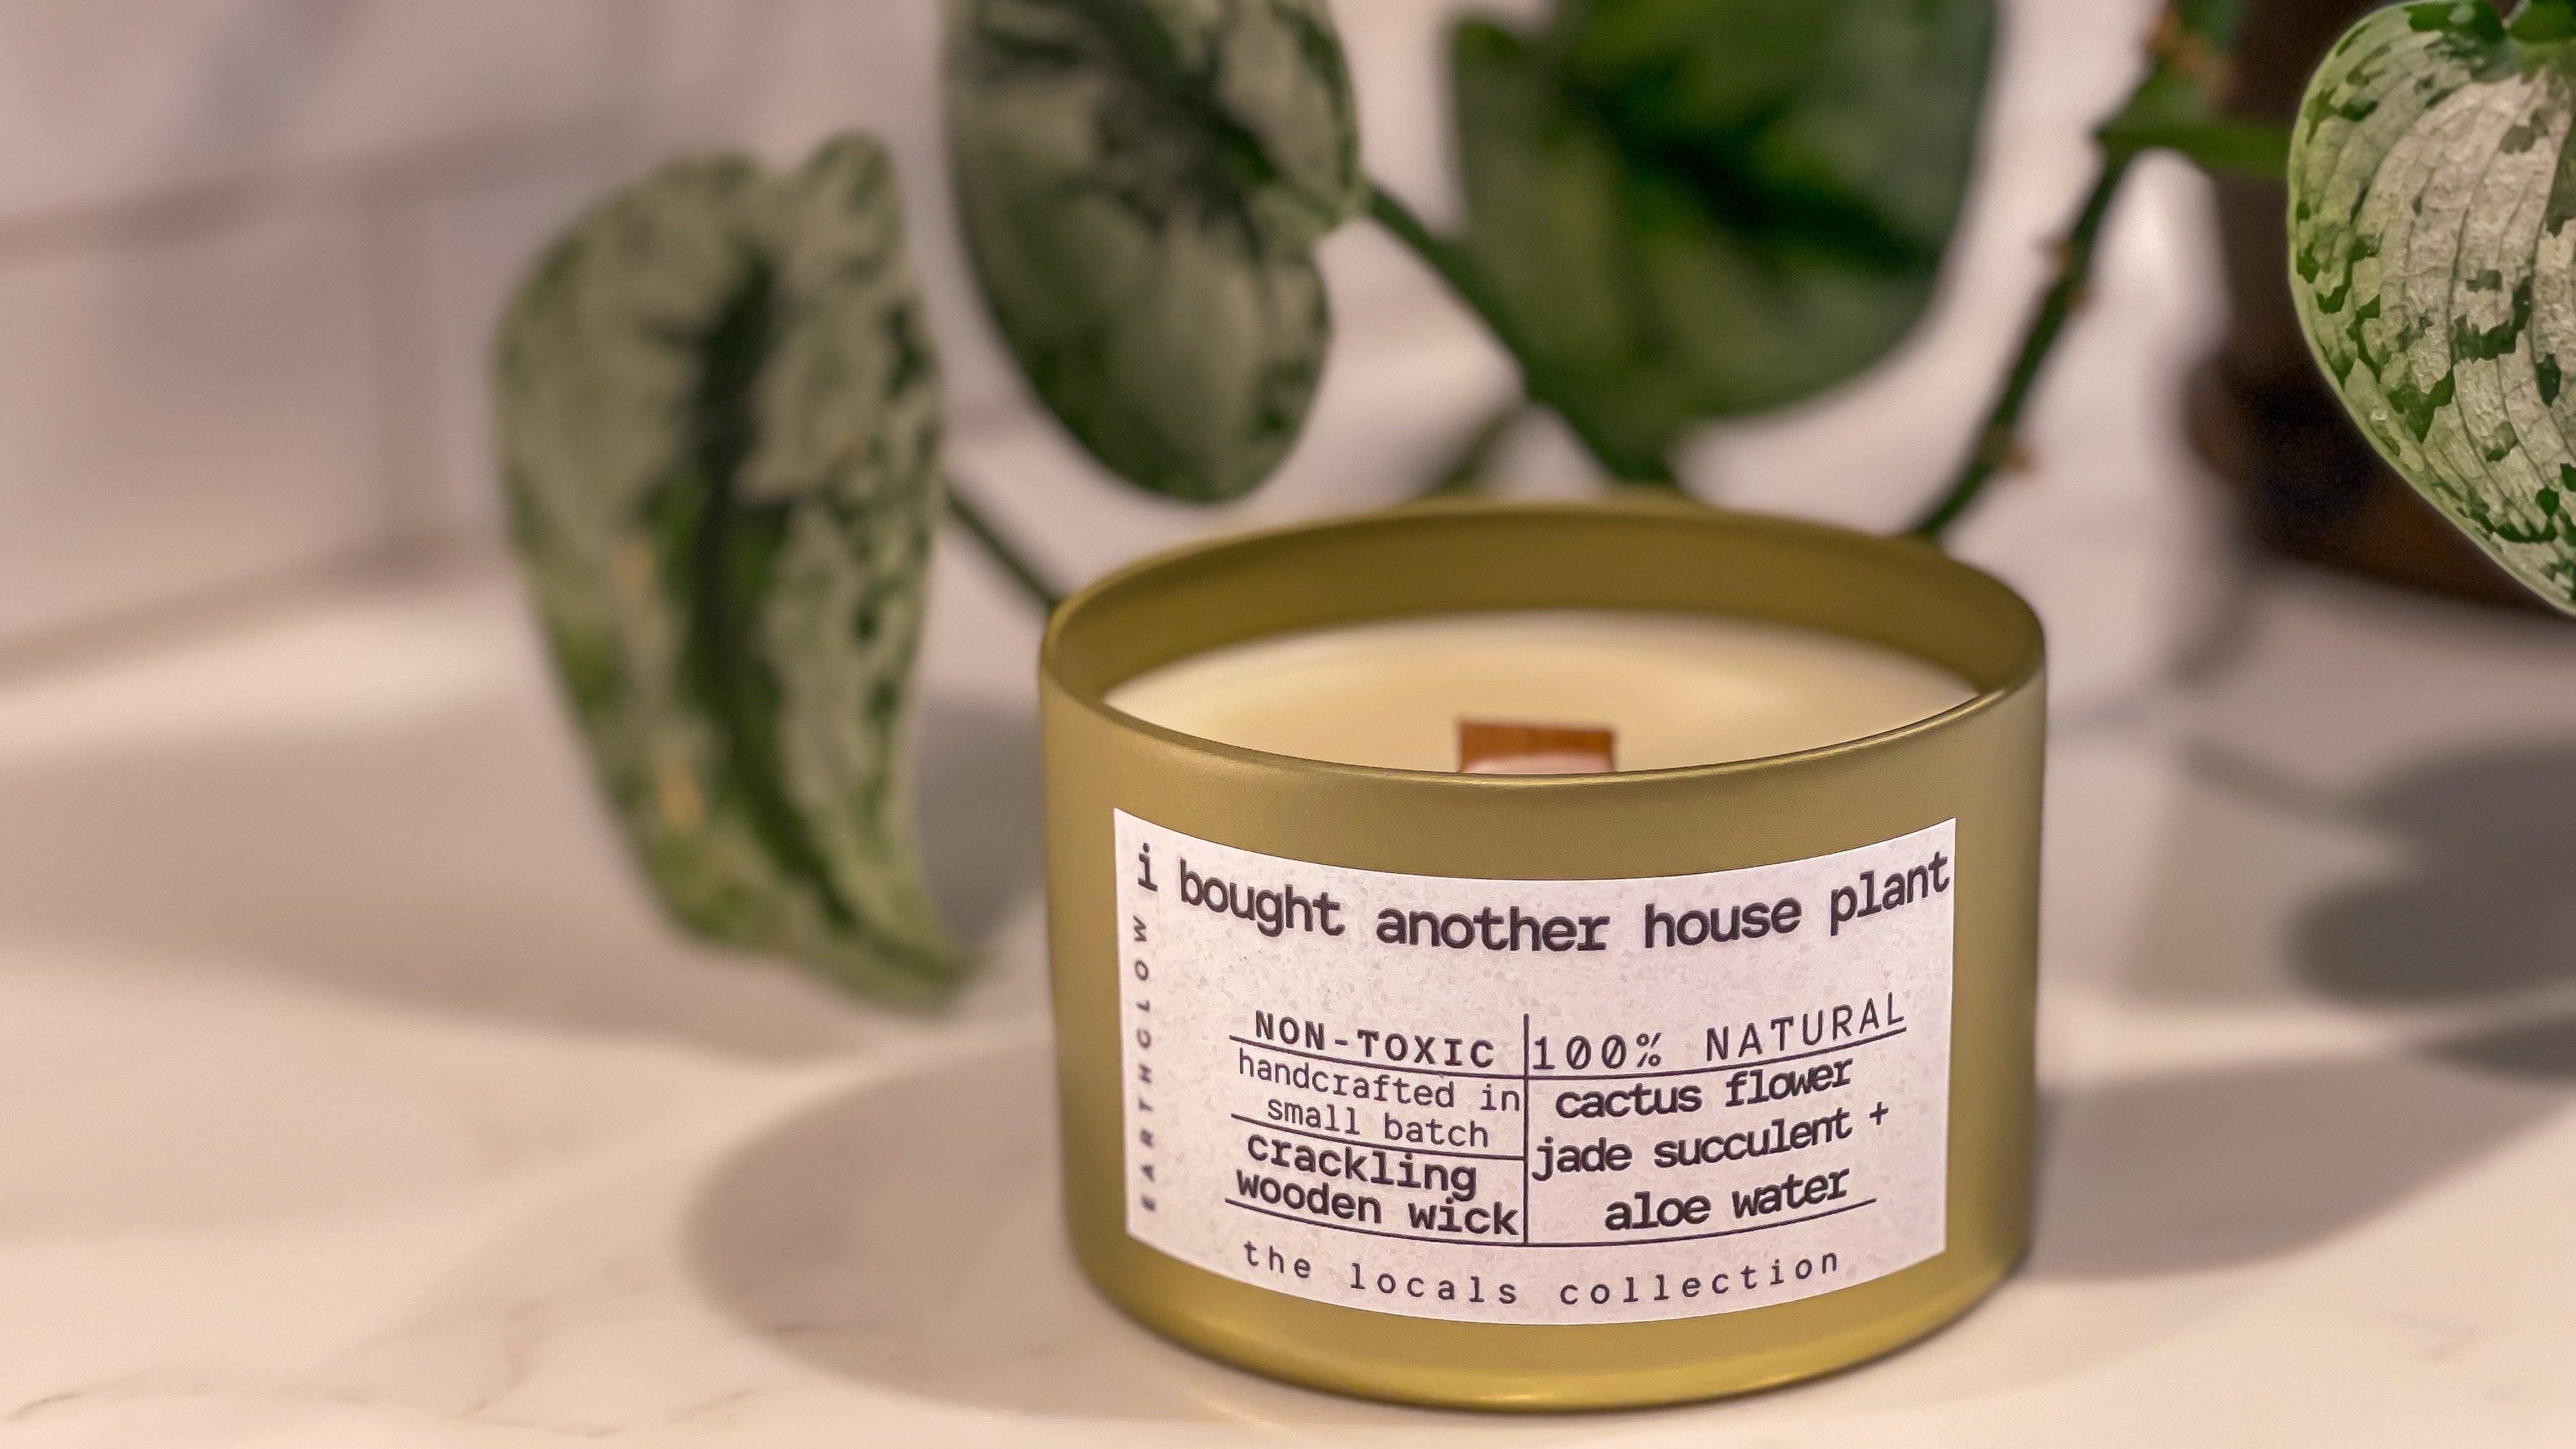 i bought another house plant
EARTHGLOW
NON-TOXIC
handcrafted in
small batch
crackling
wooden wick
100% NATURAL
cactus flower
jade succulent +
aloe water
the locals collection